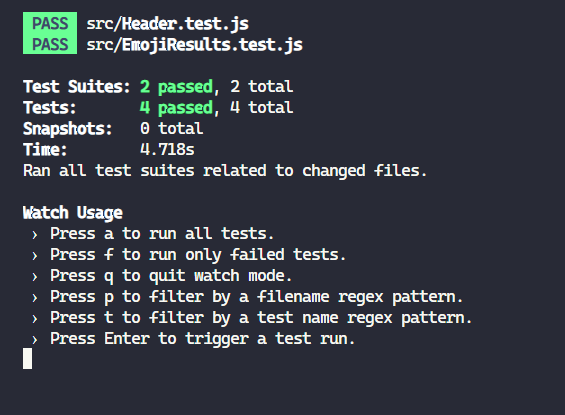 PASS src/Header.test.js
PASS src/EmojiResults.test.js
Test Suites: 2 passed, 2 total
Tests: 4 passed, 4 total
Snapshots: 0 total
Time: 4.718s
Ran all test suites related to changed files.
Watch Usage
› Press a to run all tests.
› Press f to run only failed tests.
› Press q to quit watch mode.
› Press p to filter by a filename regex pattern.
› Press t to filter by a test name regex pattern.
› Press Enter to trigger a test run.